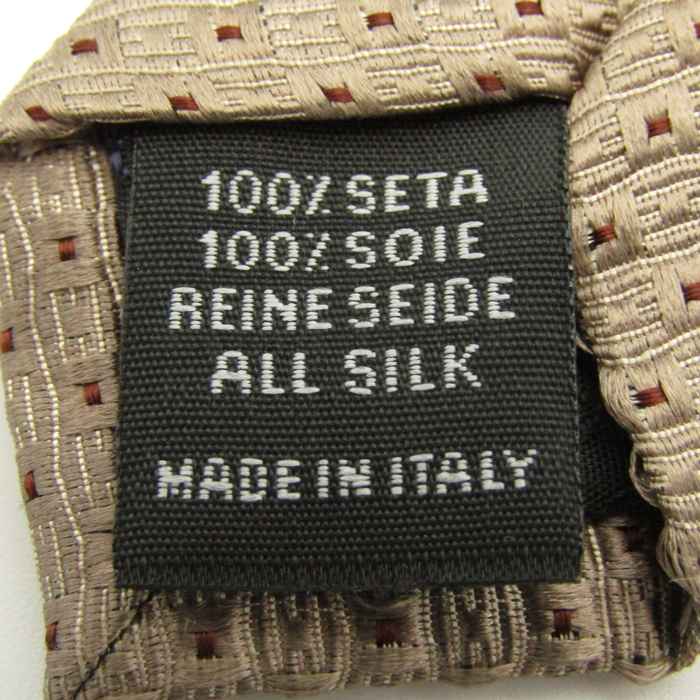 100% SETA
100% SOIE
REINE SEIDE
ALL SILK
MADE IN ITALY